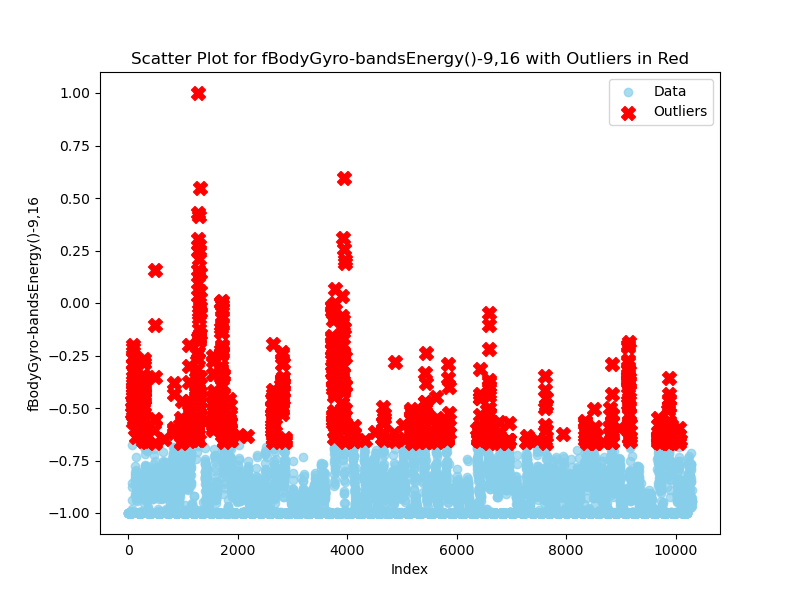 Scatter Plot for fBodyGyro-bandsEnergy()-9,16 with Outliers in Red
Data
Outliers
fBodyGyro-bandsEnergy()-9,16
1.00
0.75
0.50
0.25
0.00
−0.25
−0.50
−0.75
−1.00
0 2000 4000 6000 8000 10000
Index